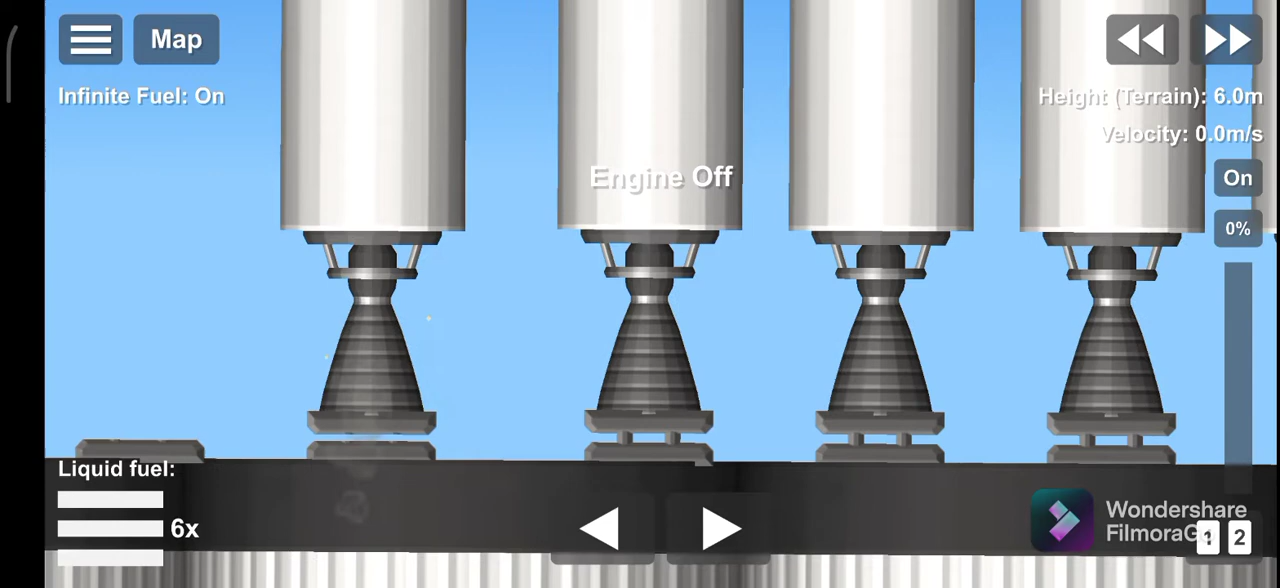 Map
Infinite Fuel: On
Height (Terrain): 6.0m
Velocity: 0.0m/s
Engine Off
On
0%
Liquid fuel:
6x
Wondershare
FilmoraGo
1 2